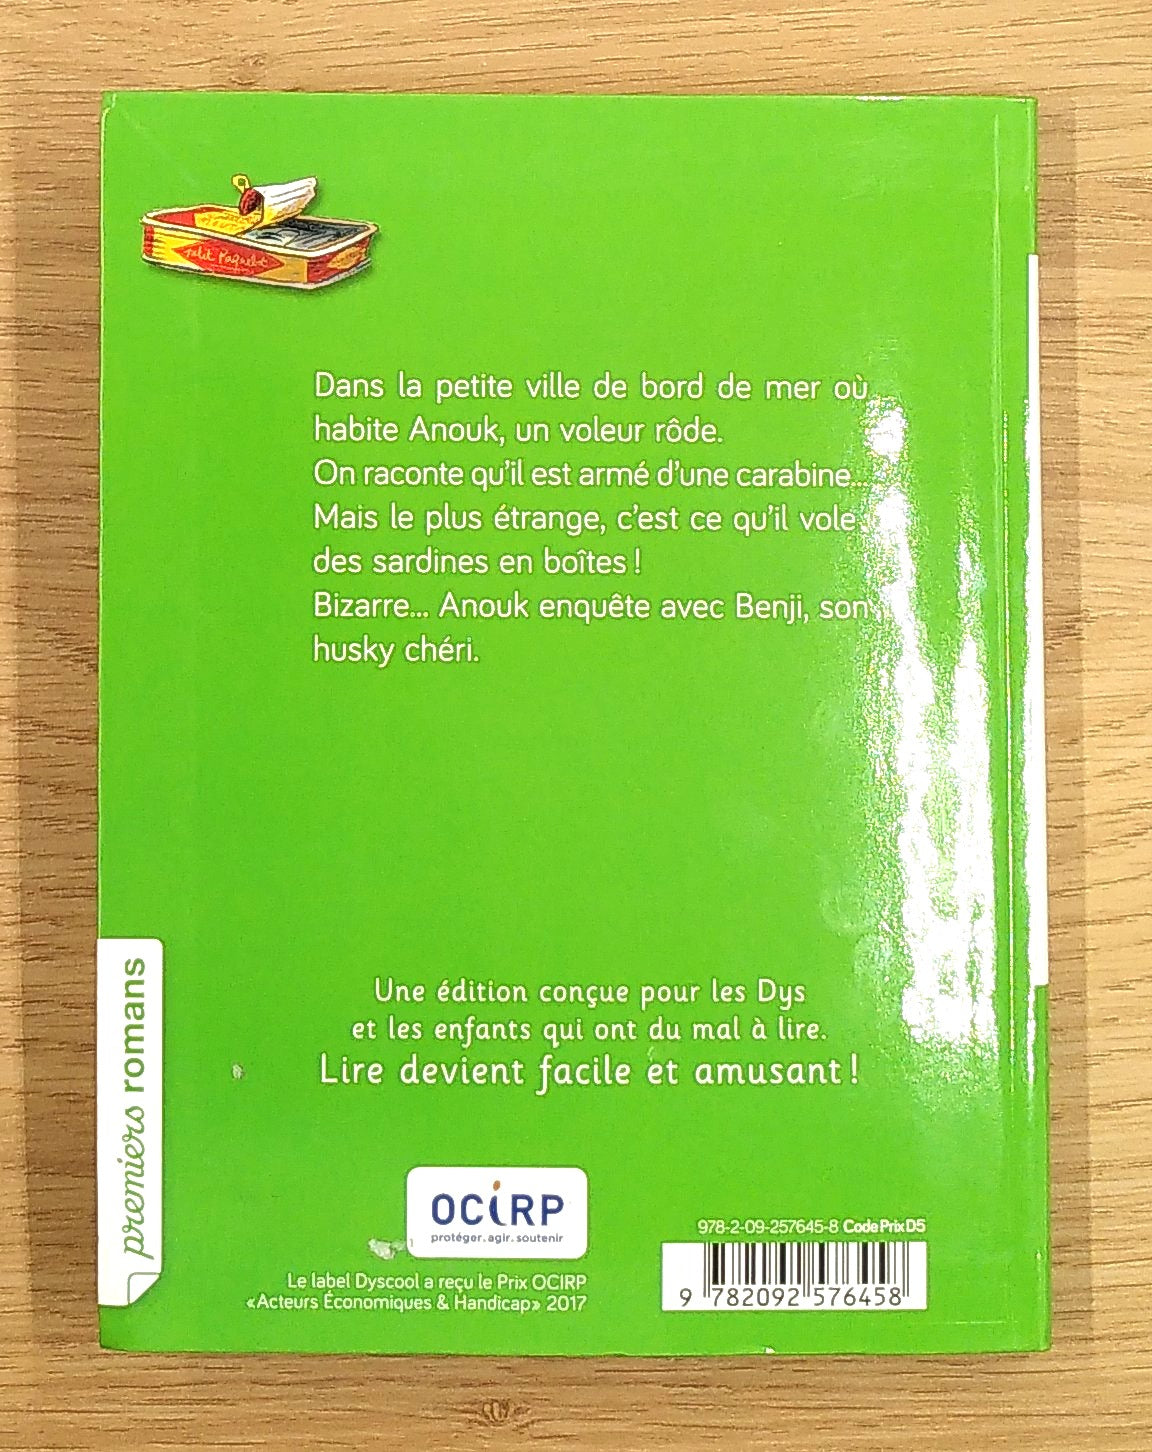 Petit Paquebot
Dans la petite ville de bord de mer où
habite Anouk, un voleur rôde.
On raconte qu'il est armé d'une carabine...
Mais le plus étrange, c'est ce qu'il vole
des sardines en boîtes !
Bizarre... Anouk enquête avec Benji, son
husky chéri.
premiers romans
Une édition conçue pour les Dys
et les enfants qui ont du mal à lire.
Lire devient facile et amusant !
OCIRP
protéger.agir.soutenir
Le label Dyscool a reçu le Prix OCIRP
«Acteurs Économiques & Handicap» 2017
978-2-09-257645-8 Code Prix D5
9 782092 576458